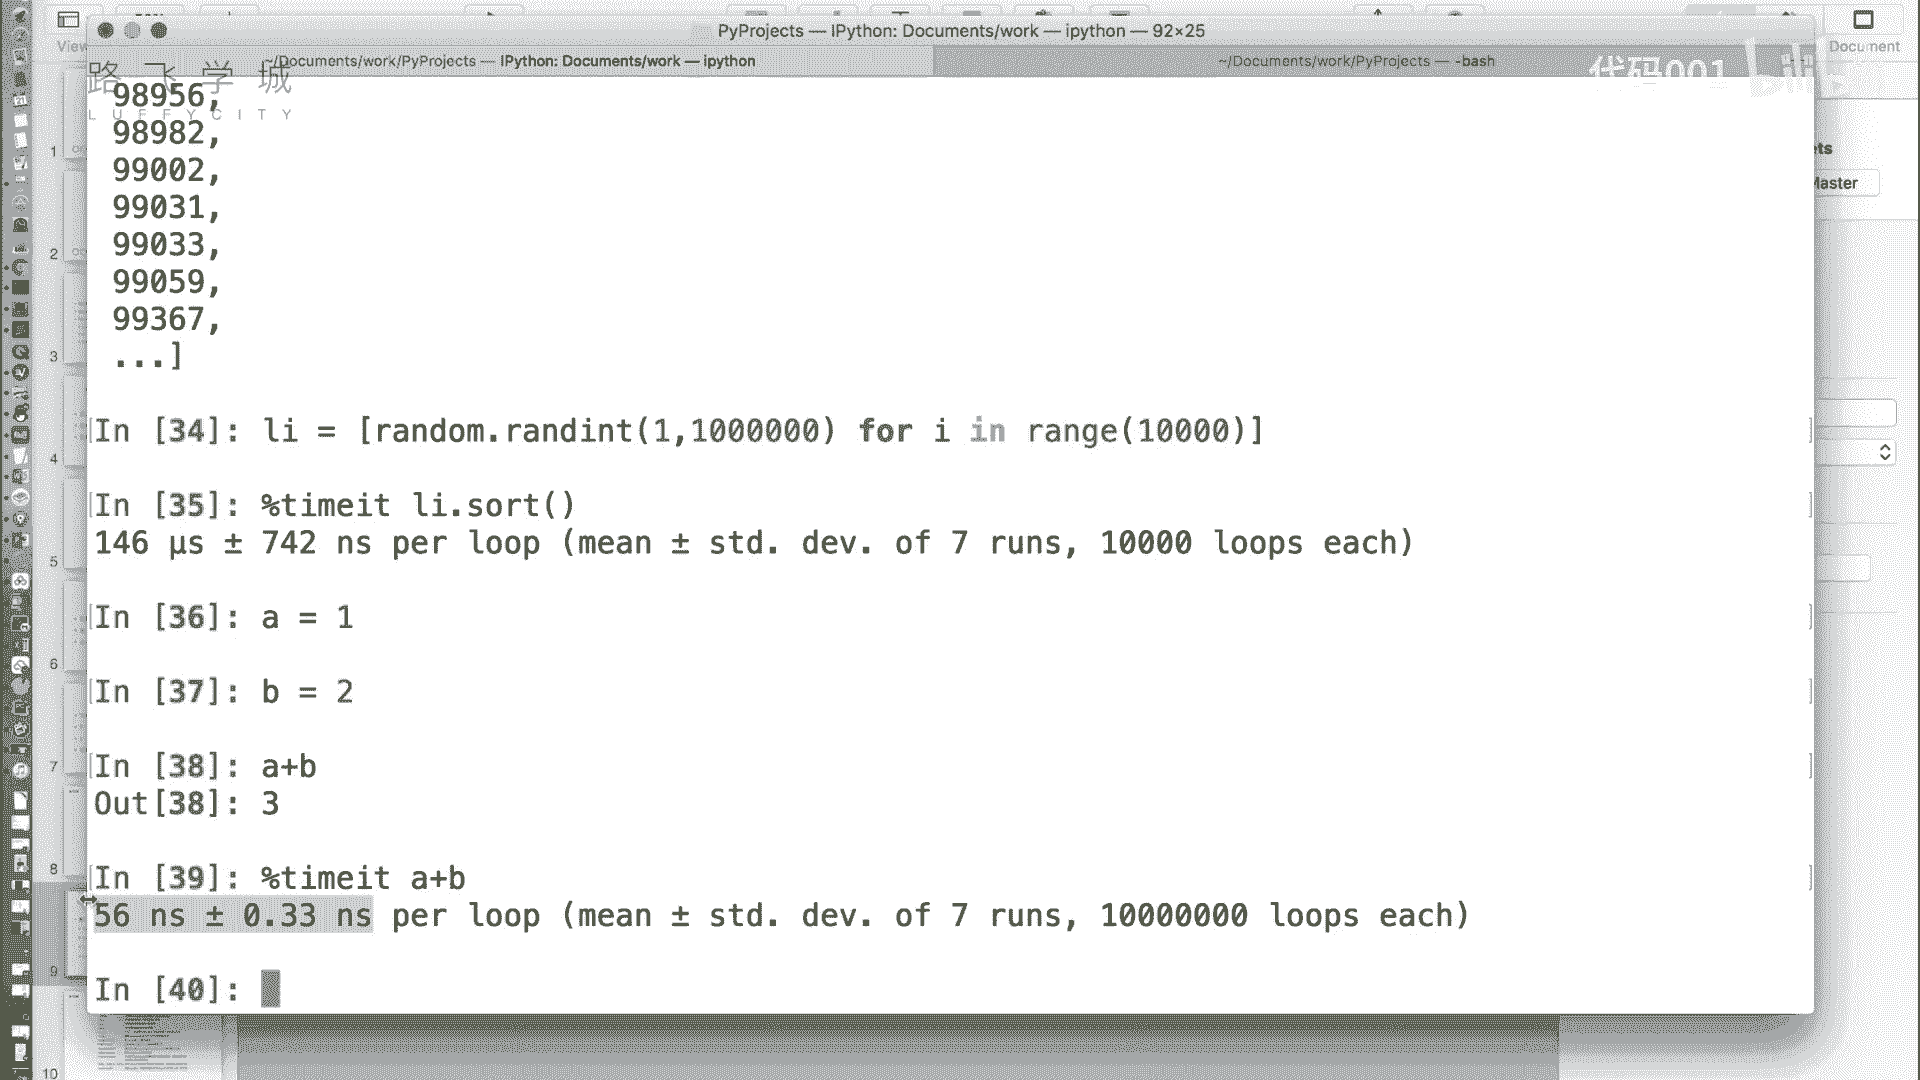 PyProjects — IPython: Documents/work — ipython — 92×25
View
Document
~/Documents/work/PyProjects — IPython: Documents/work — ipython
~/Documents/work/PyProjects — -bash
路飞学城
LUFFYCITY
代码001
bili
98956,
98982,
99002,
99031,
99033,
99059,
99367,
...]
In [34]: li = [random.randint(1,1000000) for i in range(10000)]
In [35]: %timeit li.sort()
146 µs ± 742 ns per loop (mean ± std. dev. of 7 runs, 10000 loops each)
In [36]: a = 1
In [37]: b = 2
In [38]: a+b
Out[38]: 3
In [39]: %timeit a+b
56 ns ± 0.33 ns per loop (mean ± std. dev. of 7 runs, 10000000 loops each)
In [40]:
1
2
3
4
5
6
7
8
9
10